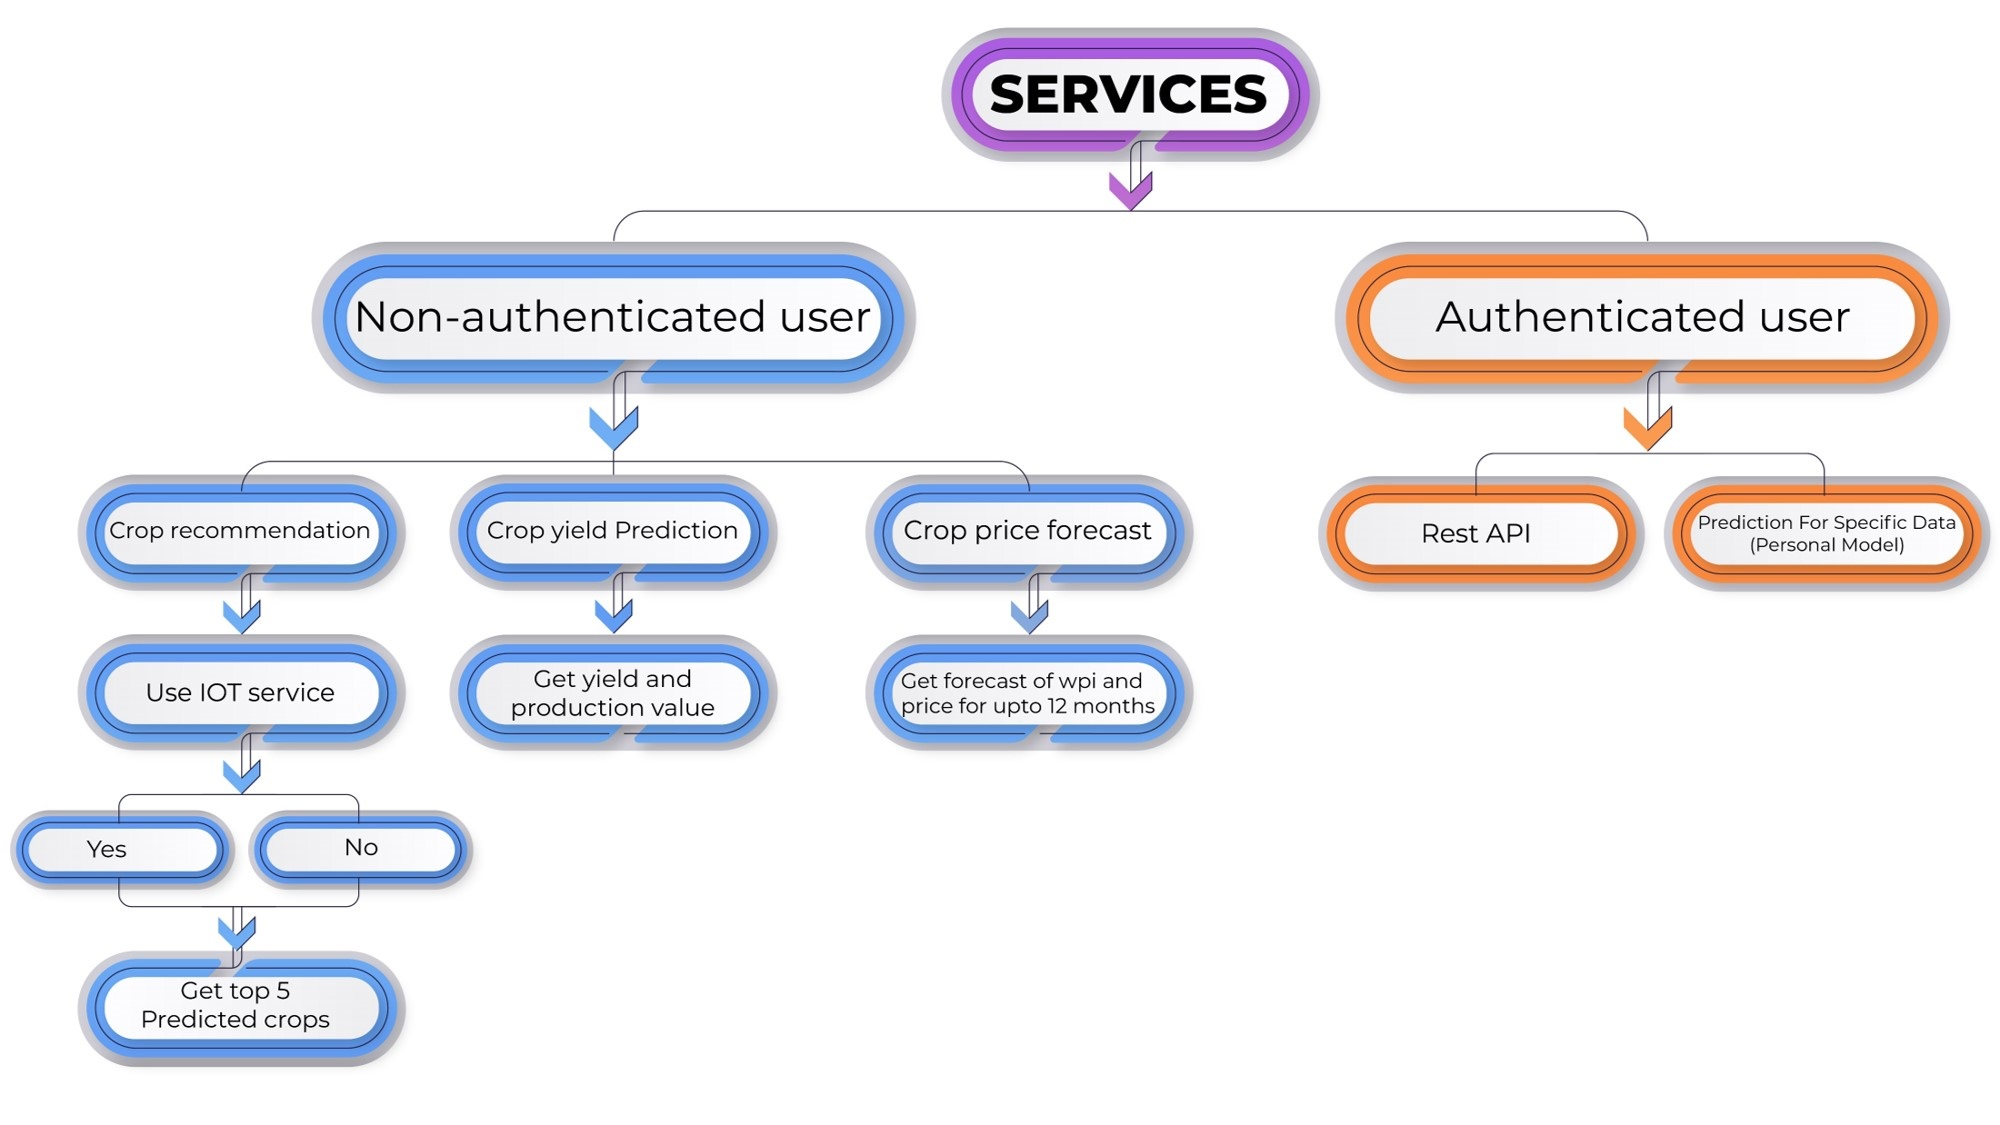 SERVICES
Non-authenticated user
Authenticated user
Crop recommendation
Crop yield Prediction
Crop price forecast
Rest API
Prediction For Specific Data
(Personal Model)
Use IOT service
Get yield and
production value
Get forecast of wpi and
price for upto 12 months
Yes
No
Get top 5
Predicted crops